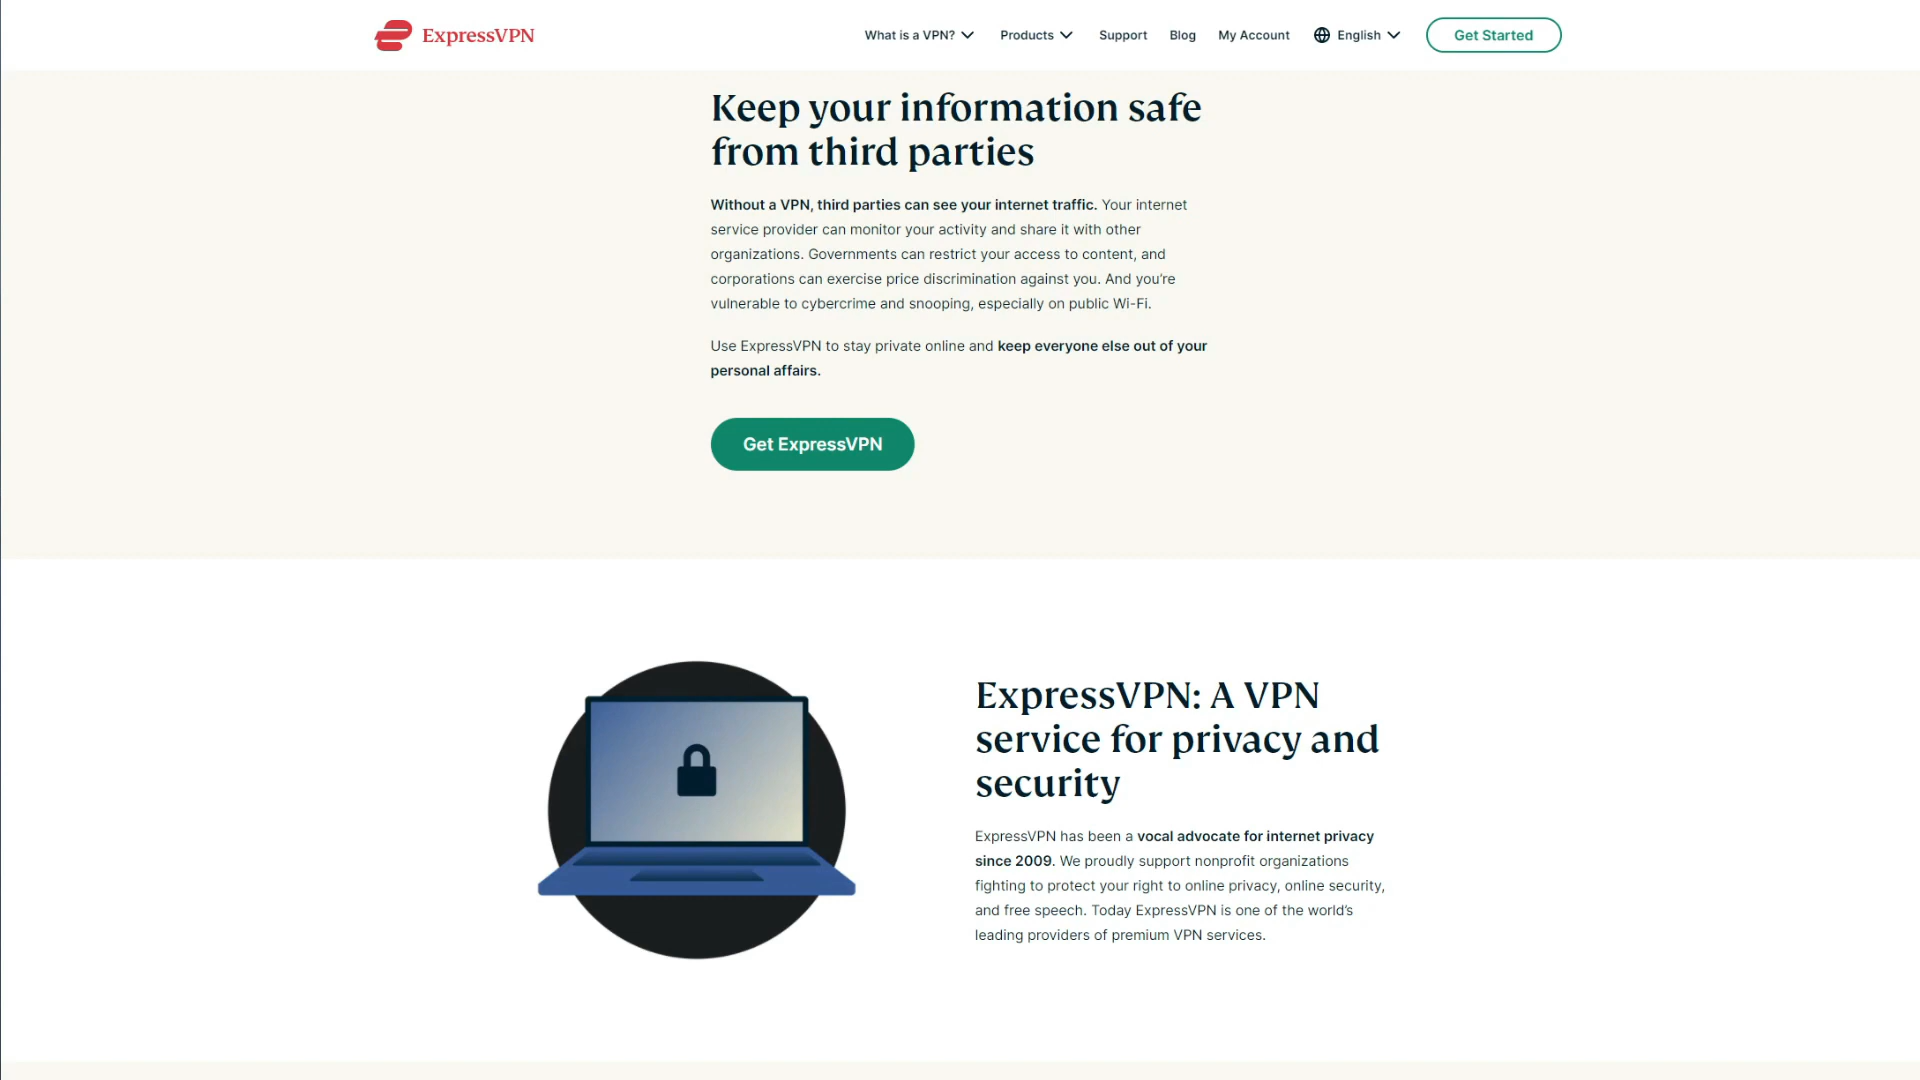 ExpressVPN
What is a VPN?
Products
Support
Blog
My Account
English
Get Started
Keep your information safe
from third parties
Without a VPN, third parties can see your internet traffic. Your internet
service provider can monitor your activity and share it with other
organizations. Governments can restrict your access to content, and
corporations can exercise price discrimination against you. And you’re
vulnerable to cybercrime and snooping, especially on public Wi-Fi.
Use ExpressVPN to stay private online and keep everyone else out of your
personal affairs.
Get ExpressVPN
ExpressVPN: A VPN
service for privacy and
security
ExpressVPN has been a vocal advocate for internet privacy
since 2009. We proudly support nonprofit organizations
fighting to protect your right to online privacy, online security,
and free speech. Today ExpressVPN is one of the world’s
leading providers of premium VPN services.